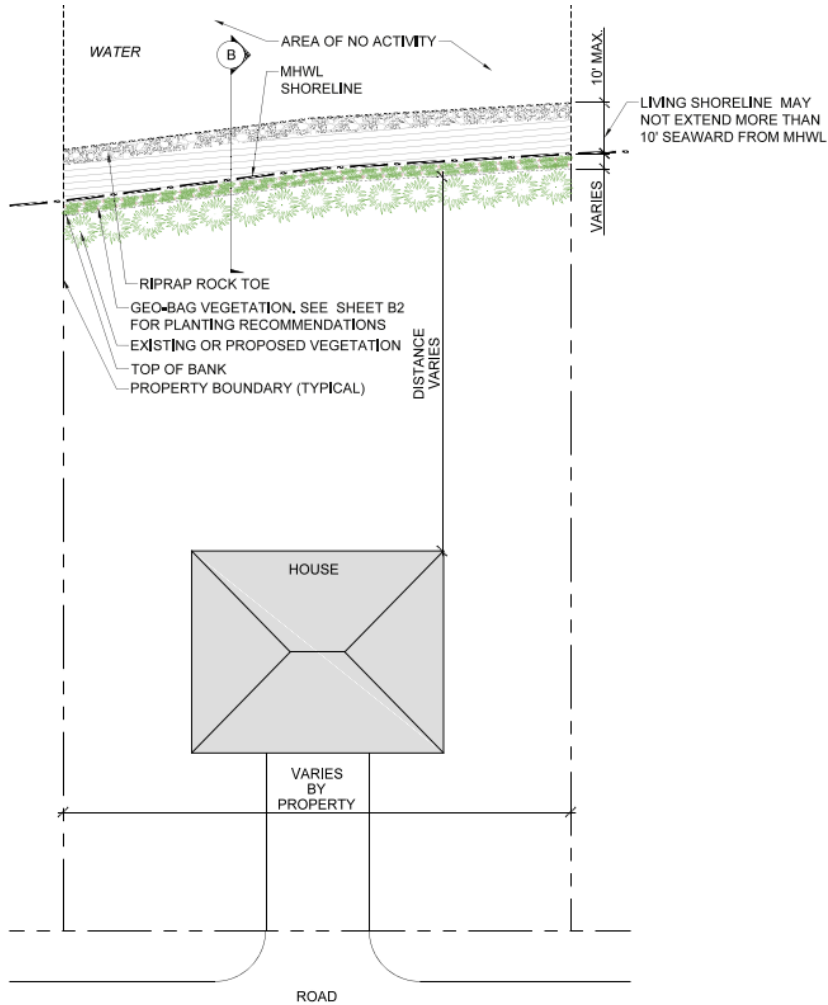 WATER
B
AREA OF NO ACTIVITY
MHWL
SHORELINE
10' MAX.
LIVING SHORELINE MAY
NOT EXTEND MORE THAN
10' SEAWARD FROM MHWL
VARIES
RIPRAP ROCK TOE
GEO-BAG VEGETATION. SEE SHEET B2
FOR PLANTING RECOMMENDATIONS
EXISTING OR PROPOSED VEGETATION
TOP OF BANK
PROPERTY BOUNDARY (TYPICAL)
DISTANCE
VARIES
HOUSE
VARIES
BY
PROPERTY
ROAD